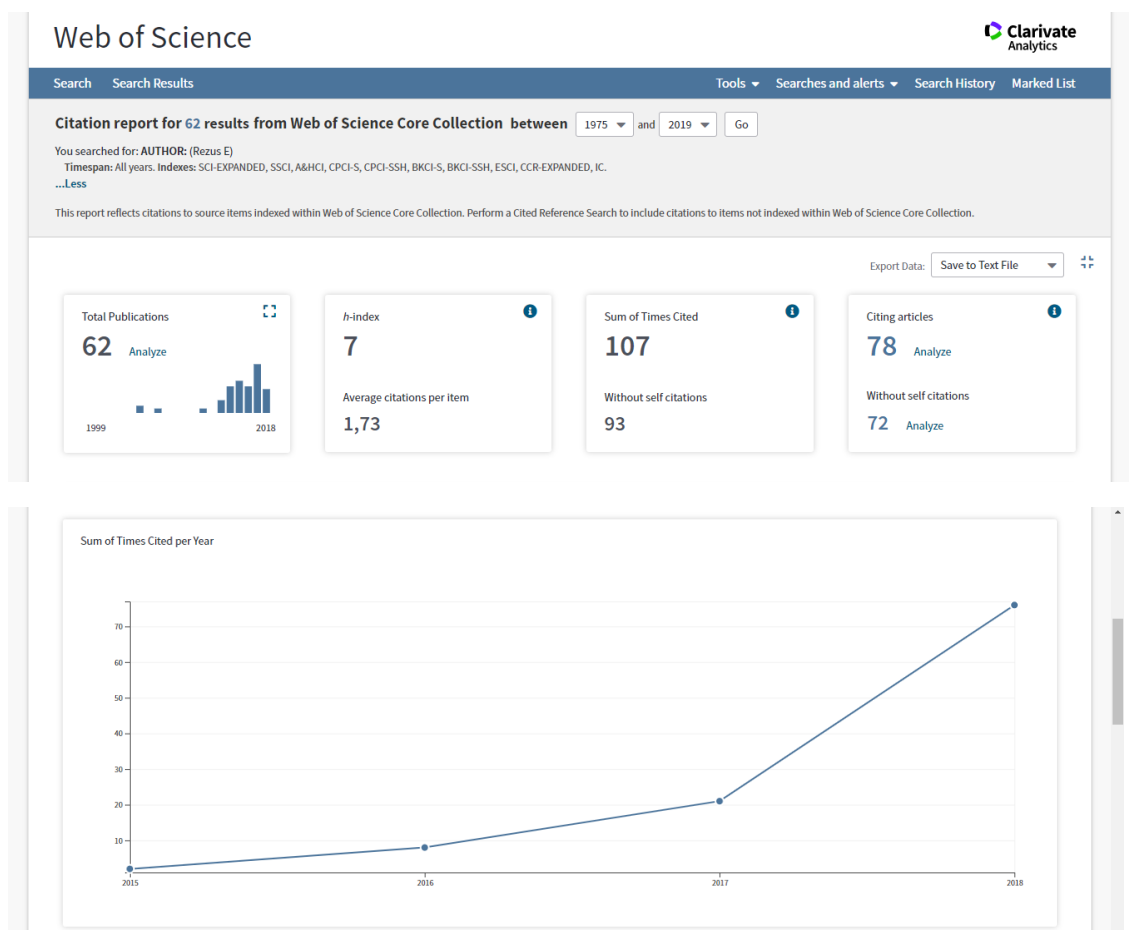 Web of Science
Clarivate
Analytics
Search Search Results Tools Searches and alerts Search History Marked List
Citation report for 62 results from Web of Science Core Collection between 1975 and 2019 Go
You searched for: AUTHOR: (Rezus E)
Timespan: All years. Indexes: SCI-EXPANDED, SSCI, A&HCI, CPCI-S, CPCI-SSH, BKCI-S, BKCI-SSH, ESCI, CCR-EXPANDED, IC.
...Less
This report reflects citations to source items indexed within Web of Science Core Collection. Perform a Cited Reference Search to include citations to items not indexed within Web of Science Core Collection.
Export Data: Save to Text File
Total Publications
62 Analyze
1999 2018
h-index
7
Average citations per item
1,73
Sum of Times Cited
107
Without self citations
93
Citing articles
78 Analyze
Without self citations
72 Analyze
Sum of Times Cited per Year
70
60
50
40
30
20
10
2015 2016 2017 2018